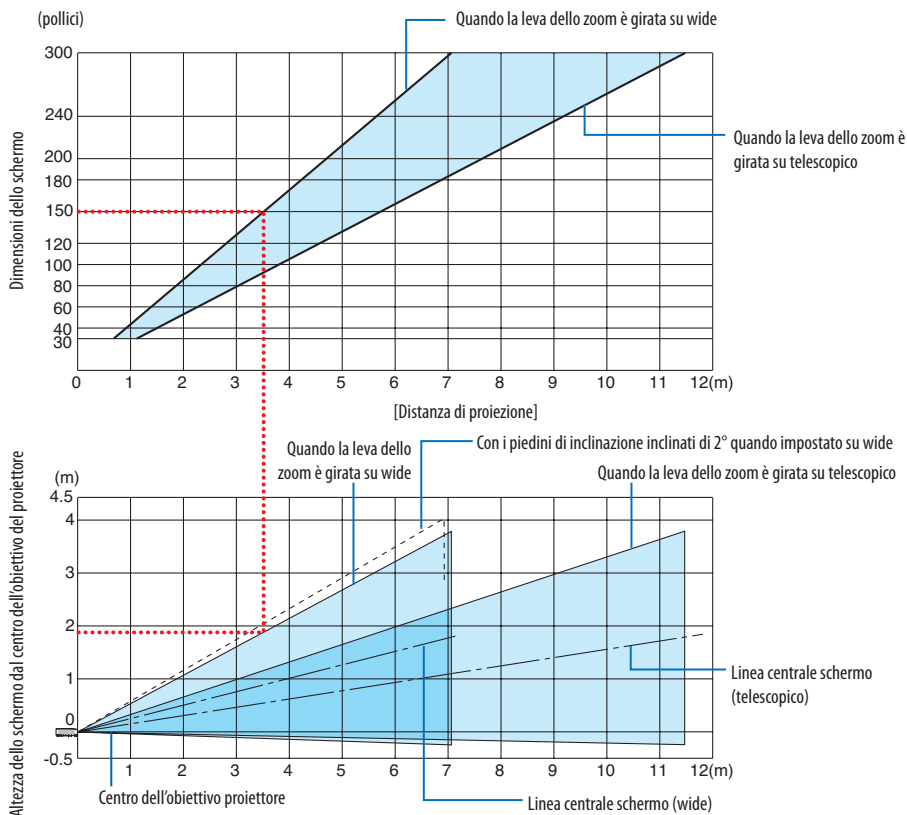 (pollici)
Quando la leva dello zoom è girata su wide
300
240
200
180
150
120
100
80
60
40
30
Dimensioni dello schermo
Quando la leva dello zoom è
girata su telescopico
0 1 2 3 4 5 6 7 8 9 10 11 12(m)
[Distanza di proiezione]
Quando la leva dello
zoom è girata su wide
Con i piedini di inclinazione inclinati di 2° quando impostato su wide
Quando la leva dello zoom è girata su telescopico
(m)
4.5
4
3
2
1
0
-0.5
Altezza dello schermo dal centro dell'obiettivo del proiettore
Linea centrale schermo
(telescopico)
1 2 3 4 5 6 7 8 9 10 11 12(m)
Centro dell'obiettivo proiettore
Linea centrale schermo (wide)